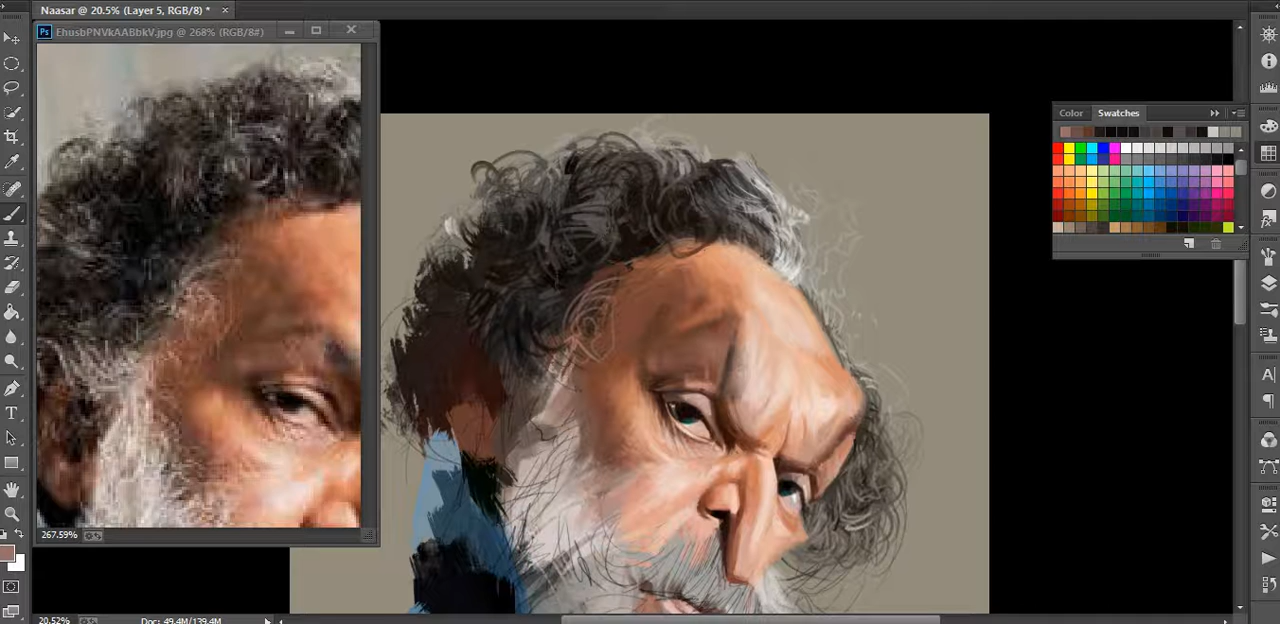 Naasar @ 20.5% (Layer 5, RGB/8) * ×
Ps EhusbPNVkAABbkV.jpg @ 268% (RGB/8#)
Color Swatches
267.59%
20.52% Doc: 49.4M/139.4M